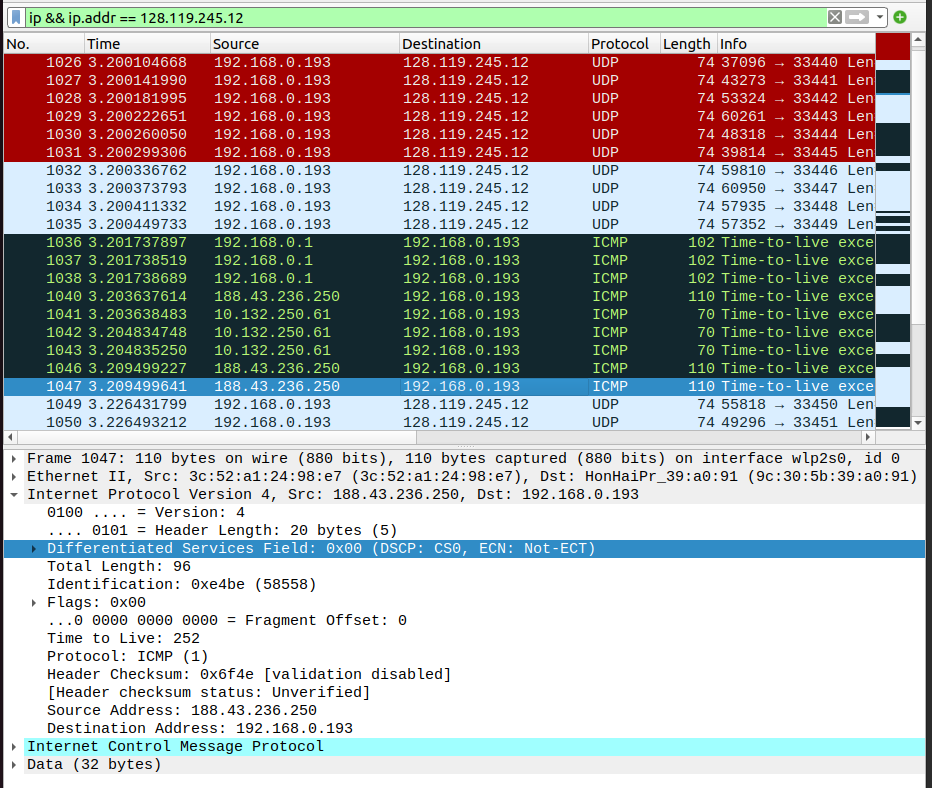 ip && ip.addr == 128.119.245.12
No. Time Source Destination Protocol Length Info
1026 3.200104668 192.168.0.193 128.119.245.12 UDP 74 37096 → 33440 Len
1027 3.200141990 192.168.0.193 128.119.245.12 UDP 74 43273 → 33441 Len
1028 3.200181995 192.168.0.193 128.119.245.12 UDP 74 53324 → 33442 Len
1029 3.200222651 192.168.0.193 128.119.245.12 UDP 74 60261 → 33443 Len
1030 3.200260050 192.168.0.193 128.119.245.12 UDP 74 48318 → 33444 Len
1031 3.200299306 192.168.0.193 128.119.245.12 UDP 74 39814 → 33445 Len
1032 3.200336762 192.168.0.193 128.119.245.12 UDP 74 59810 → 33446 Len
1033 3.200373793 192.168.0.193 128.119.245.12 UDP 74 60950 → 33447 Len
1034 3.200411332 192.168.0.193 128.119.245.12 UDP 74 57935 → 33448 Len
1035 3.200449733 192.168.0.193 128.119.245.12 UDP 74 57352 → 33449 Len
1036 3.201737897 192.168.0.1 192.168.0.193 ICMP 102 Time-to-live exce
1037 3.201738519 192.168.0.1 192.168.0.193 ICMP 102 Time-to-live exce
1038 3.201738689 192.168.0.1 192.168.0.193 ICMP 102 Time-to-live exce
1040 3.203637614 188.43.236.250 192.168.0.193 ICMP 110 Time-to-live exce
1041 3.203638483 10.132.250.61 192.168.0.193 ICMP 70 Time-to-live exce
1042 3.204834748 10.132.250.61 192.168.0.193 ICMP 70 Time-to-live exce
1043 3.204835250 10.132.250.61 192.168.0.193 ICMP 70 Time-to-live exce
1046 3.209499227 188.43.236.250 192.168.0.193 ICMP 110 Time-to-live exce
1047 3.209499641 188.43.236.250 192.168.0.193 ICMP 110 Time-to-live exce
1049 3.226431799 192.168.0.193 128.119.245.12 UDP 74 55818 → 33450 Len
1050 3.226493212 192.168.0.193 128.119.245.12 UDP 74 49296 → 33451 Len
Frame 1047: 110 bytes on wire (880 bits), 110 bytes captured (880 bits) on interface wlp2s0, id 0
Ethernet II, Src: 3c:52:a1:24:98:e7 (3c:52:a1:24:98:e7), Dst: HonHaiPr_39:a0:91 (9c:30:5b:39:a0:91)
Internet Protocol Version 4, Src: 188.43.236.250, Dst: 192.168.0.193
0100 .... = Version: 4
.... 0101 = Header Length: 20 bytes (5)
Differentiated Services Field: 0x00 (DSCP: CS0, ECN: Not-ECT)
Total Length: 96
Identification: 0xe4be (58558)
Flags: 0x00
...0 0000 0000 0000 = Fragment Offset: 0
Time to Live: 252
Protocol: ICMP (1)
Header Checksum: 0x6f4e [validation disabled]
[Header checksum status: Unverified]
Source Address: 188.43.236.250
Destination Address: 192.168.0.193
Internet Control Message Protocol
Data (32 bytes)